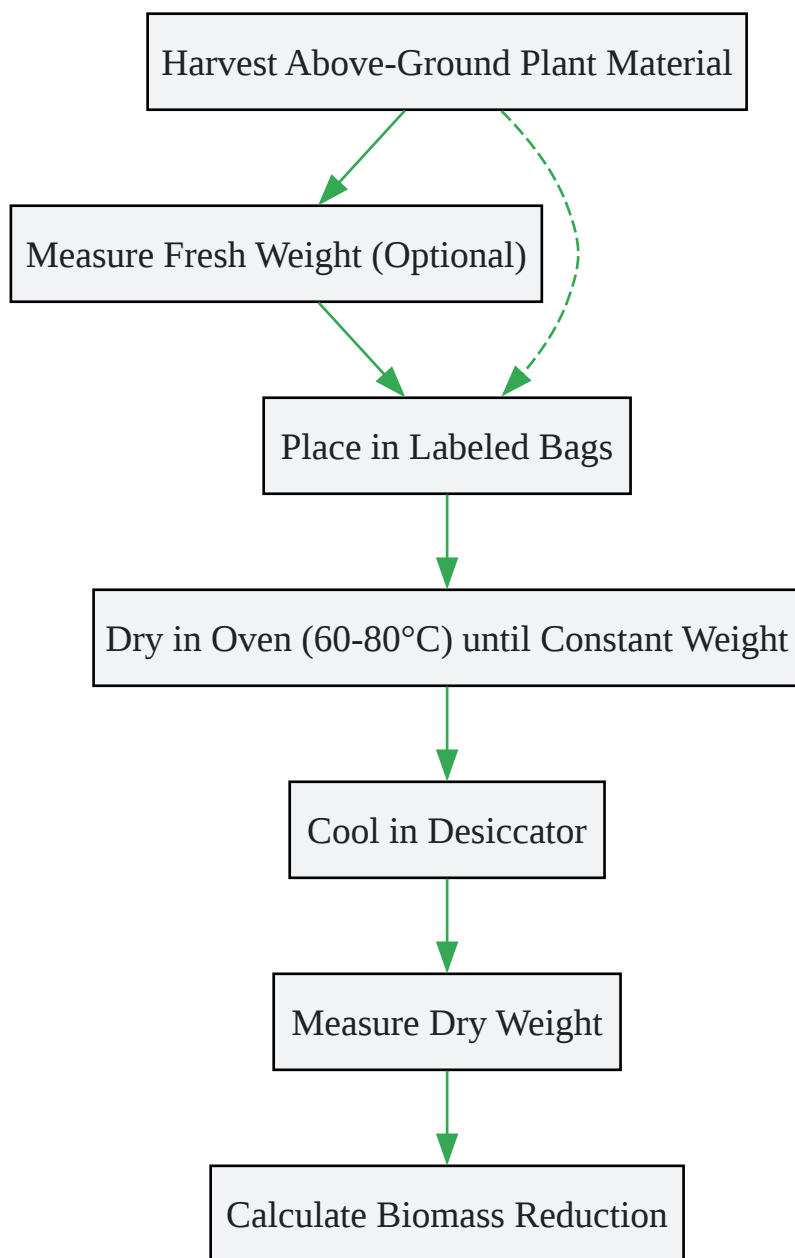 Harvest Above-Ground Plant Material
Measure Fresh Weight (Optional)
Place in Labeled Bags
Dry in Oven (60-80°C) until Constant Weight
Cool in Desiccator
Measure Dry Weight
Calculate Biomass Reduction